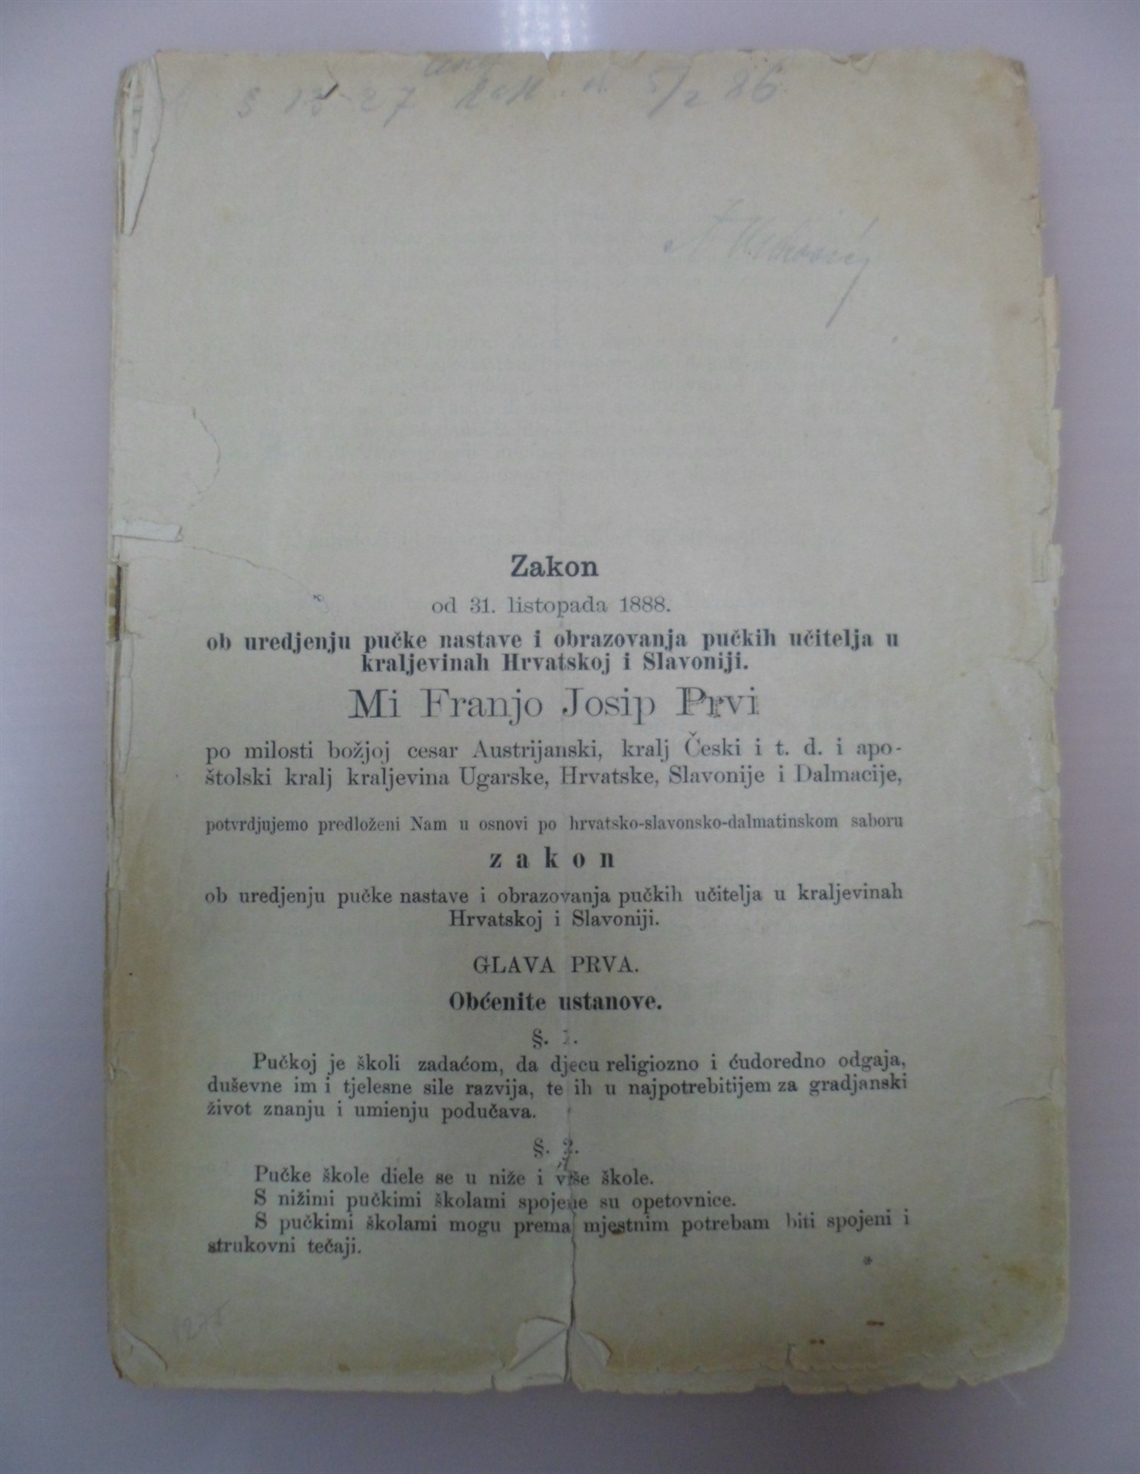 § 12-27
Zakon
od 31. listopada 1888.
ob uredjenju pučke nastave i obrazovanja pučkih učitelja u
kraljevinah Hrvatskoj i Slavoniji.
Mi Franjo Josip Prvi
po milosti božjoj cesar Austrijanski, kralj Česki i t. d. i apo-
štolski kralj kraljevina Ugarske, Hrvatske, Slavonije i Dalmacije,
potvrdjujemo predloženi Nam u osnovi po hrvatsko-slavonsko-dalmatinskom saboru
zakon
ob uredjenju pučke nastave i obrazovanja pučkih učitelja u kraljevinah
Hrvatskoj i Slavoniji.
GLAVA PRVA.
Obćenite ustanove.
§. 1.
Pučkoj je školi zadaćom, da djecu religiozno i ćudoredno odgaja,
duševne im i tjelesne sile razvija, te ih u najpotrebitijem za gradjanski
život znanju i umienju podučava.
§. 2.
Pučke škole diele se u niže i više škole.
S nižimi pučkimi školami spojene su opetovnice.
S pučkimi školami mogu prema mjestnim potrebam biti spojeni i
strukovni tečaji.
*